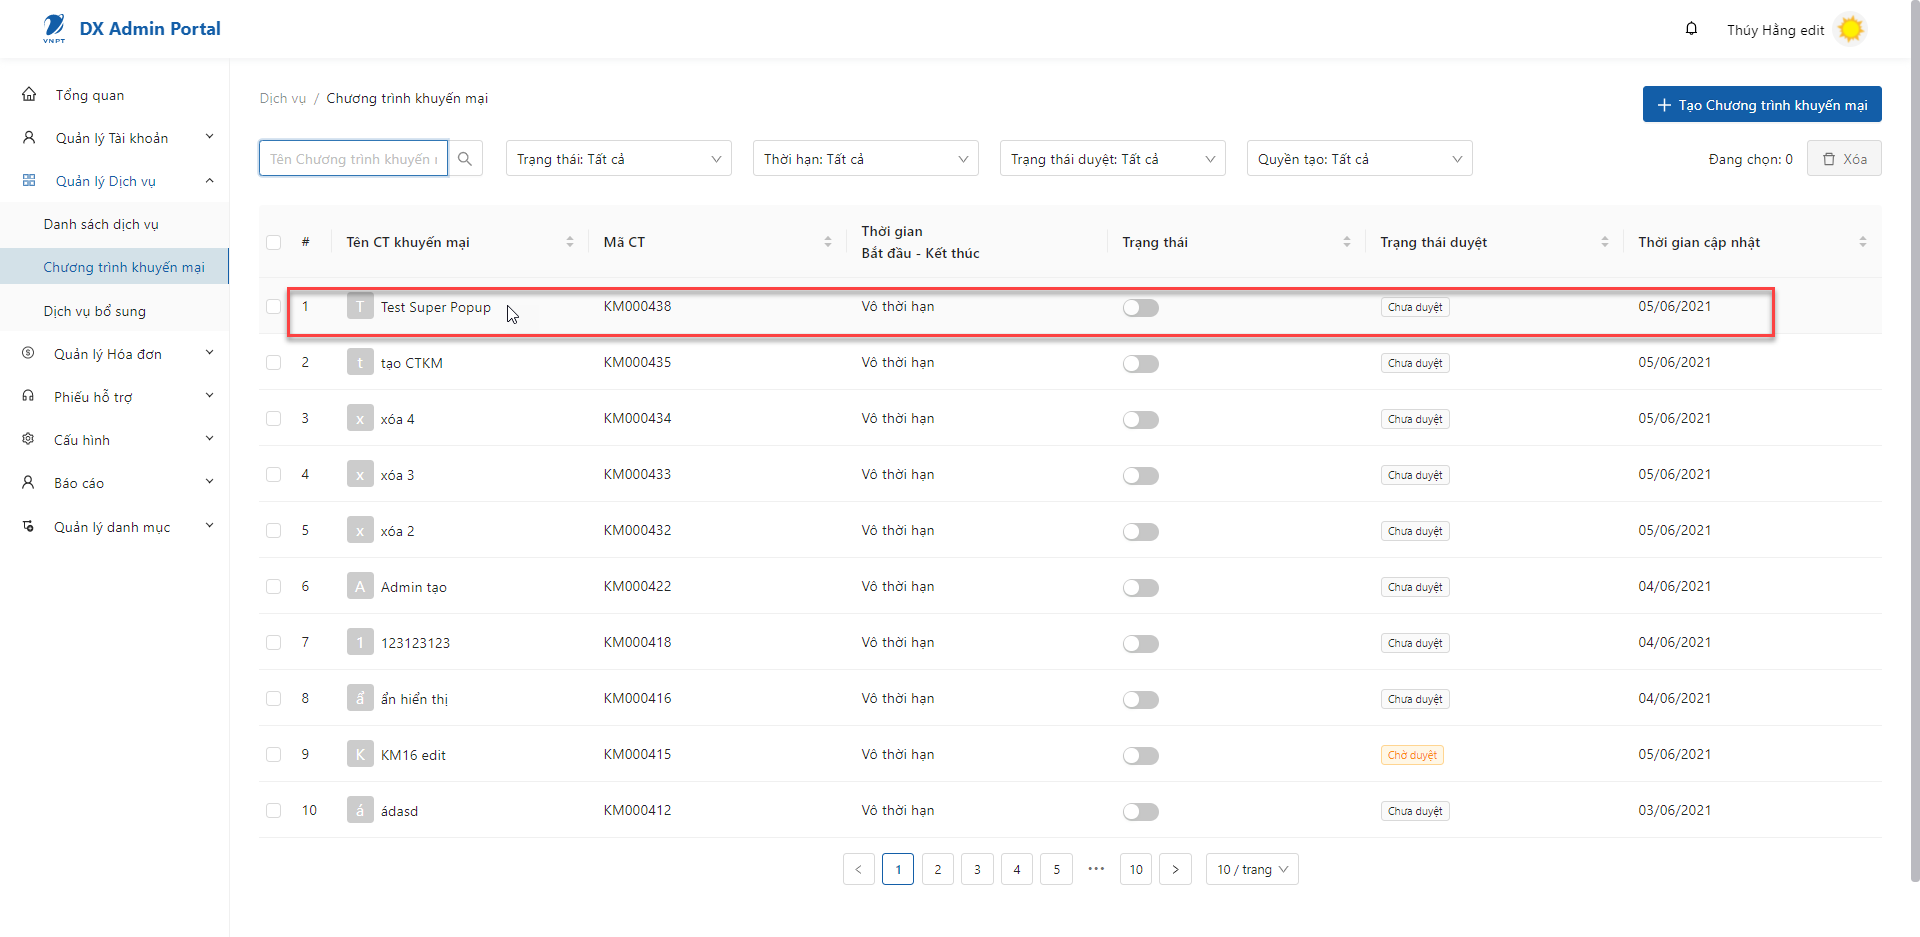 VNPT
DX Admin Portal
Thúy Hằng edit
Tổng quan
Quản lý Tài khoản
Quản lý Dịch vụ
Danh sách dịch vụ
Chương trình khuyến mại
Dịch vụ bổ sung
Quản lý Hóa đơn
Phiếu hỗ trợ
Cấu hình
Báo cáo
Quản lý danh mục
Dịch vụ / Chương trình khuyến mại
Tạo Chương trình khuyến mại
Tên Chương trình khuyến
Trạng thái: Tất cả
Thời hạn: Tất cả
Trạng thái duyệt: Tất cả
Quyền tạo: Tất cả
Đang chọn: 0
Xóa
# Tên CT khuyến mại Mã CT Thời gian Trạng thái Trạng thái duyệt Thời gian cập nhật
Bắt đầu - Kết thúc
1 T Test Super Popup KM000438 Vô thời hạn Chưa duyệt 05/06/2021
2 t tạo CTKM KM000435 Vô thời hạn Chưa duyệt 05/06/2021
3 x xóa 4 KM000434 Vô thời hạn Chưa duyệt 05/06/2021
4 x xóa 3 KM000433 Vô thời hạn Chưa duyệt 05/06/2021
5 x xóa 2 KM000432 Vô thời hạn Chưa duyệt 05/06/2021
6 A Admin tạo KM000422 Vô thời hạn Chưa duyệt 04/06/2021
7 1 123123123 KM000418 Vô thời hạn Chưa duyệt 04/06/2021
8 ẩ ẩn hiển thị KM000416 Vô thời hạn Chưa duyệt 04/06/2021
9 K KM16 edit KM000415 Vô thời hạn Chờ duyệt 05/06/2021
10 á ádasd KM000412 Vô thời hạn Chưa duyệt 03/06/2021
< 1 2 3 4 5 ••• 10 > 10 / trang